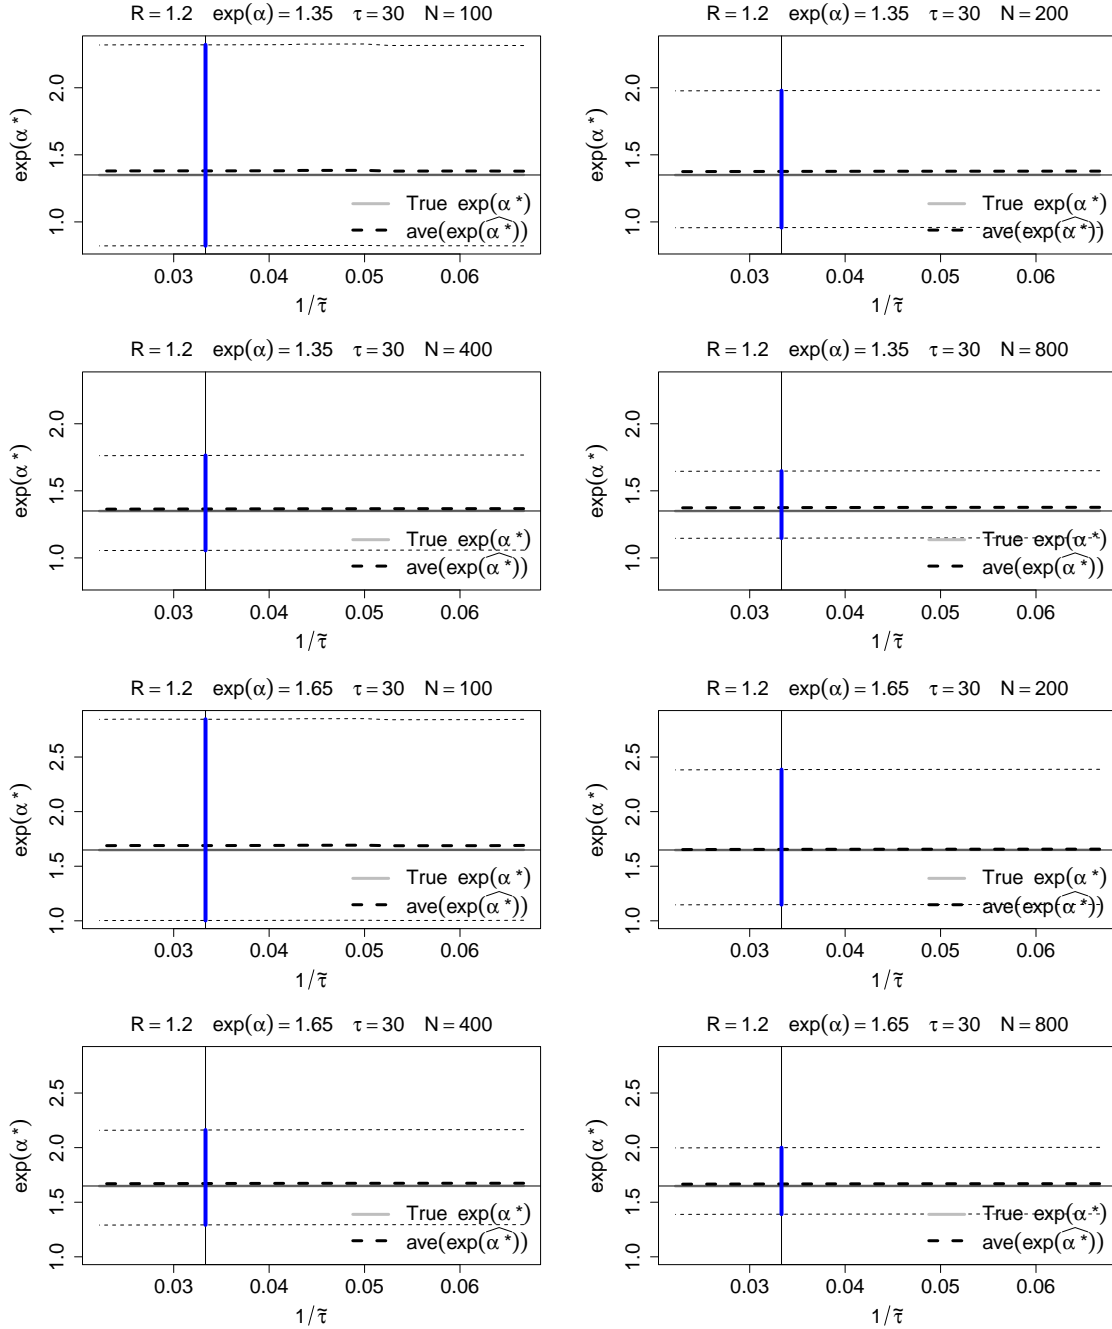 R = 1.2 exp(α) = 1.35 τ = 30 N = 100
exp(α*)
1.0 1.5 2.0
True exp(α*)
ave(exp(α̂*))
0.03 0.04 0.05 0.06
1/τ̃
R = 1.2 exp(α) = 1.35 τ = 30 N = 200
exp(α*)
1.0 1.5 2.0
True exp(α*)
ave(exp(α̂*))
0.03 0.04 0.05 0.06
1/τ̃
R = 1.2 exp(α) = 1.35 τ = 30 N = 400
exp(α*)
1.0 1.5 2.0
True exp(α*)
ave(exp(α̂*))
0.03 0.04 0.05 0.06
1/τ̃
R = 1.2 exp(α) = 1.35 τ = 30 N = 800
exp(α*)
1.0 1.5 2.0
True exp(α*)
ave(exp(α̂*))
0.03 0.04 0.05 0.06
1/τ̃
R = 1.2 exp(α) = 1.65 τ = 30 N = 100
exp(α*)
1.0 1.5 2.0 2.5
True exp(α*)
ave(exp(α̂*))
0.03 0.04 0.05 0.06
1/τ̃
R = 1.2 exp(α) = 1.65 τ = 30 N = 200
exp(α*)
1.0 1.5 2.0 2.5
True exp(α*)
ave(exp(α̂*))
0.03 0.04 0.05 0.06
1/τ̃
R = 1.2 exp(α) = 1.65 τ = 30 N = 400
exp(α*)
1.0 1.5 2.0 2.5
True exp(α*)
ave(exp(α̂*))
0.03 0.04 0.05 0.06
1/τ̃
R = 1.2 exp(α) = 1.65 τ = 30 N = 800
exp(α*)
1.0 1.5 2.0 2.5
True exp(α*)
ave(exp(α̂*))
0.03 0.04 0.05 0.06
1/τ̃